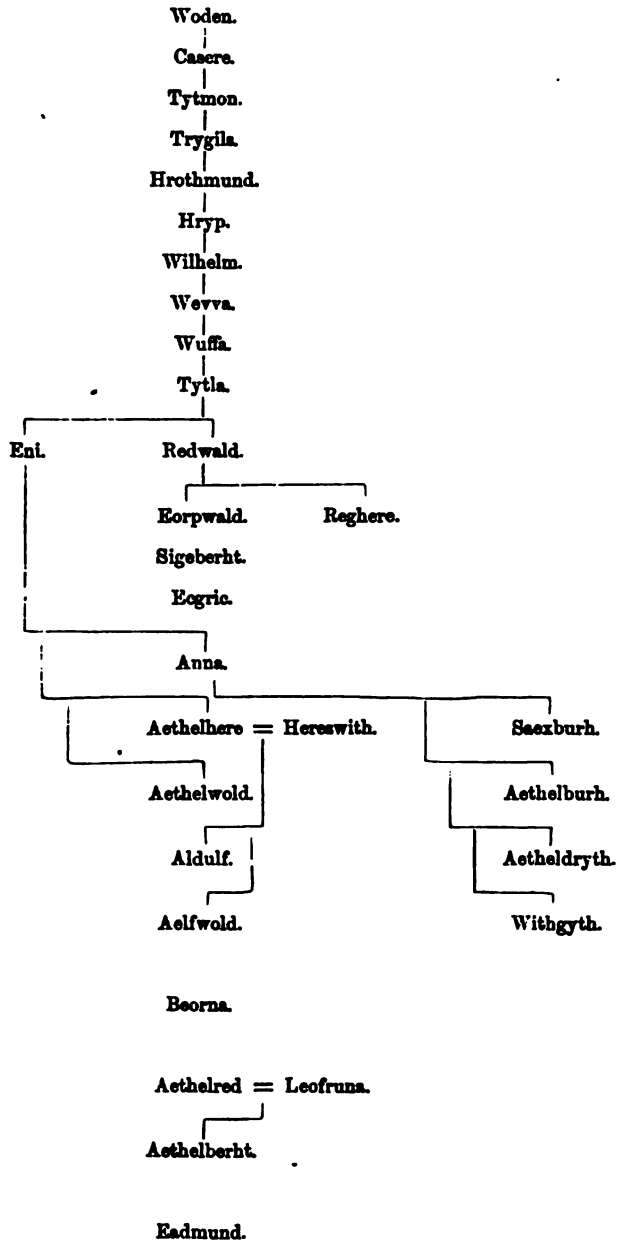 Woden.
Casere.
Tytmon.
Trygils.
Hrothmund.
Hryp.
Wilhelm.
Wevva.
Wuffa.
Tytla.
Eni. Redwald.
Eorpwald. Reghere.
Sigeberht.
Ecgric.
Anna.
Aethelhere = Hereswith. Saexburh.
Aethelwold. Aethelburh.
Aldulf. Aetheldryth.
Aelfwold. Withgyth.
Beorna.
Aethelred = Leofruna.
Aethelberht.
Eadmund.